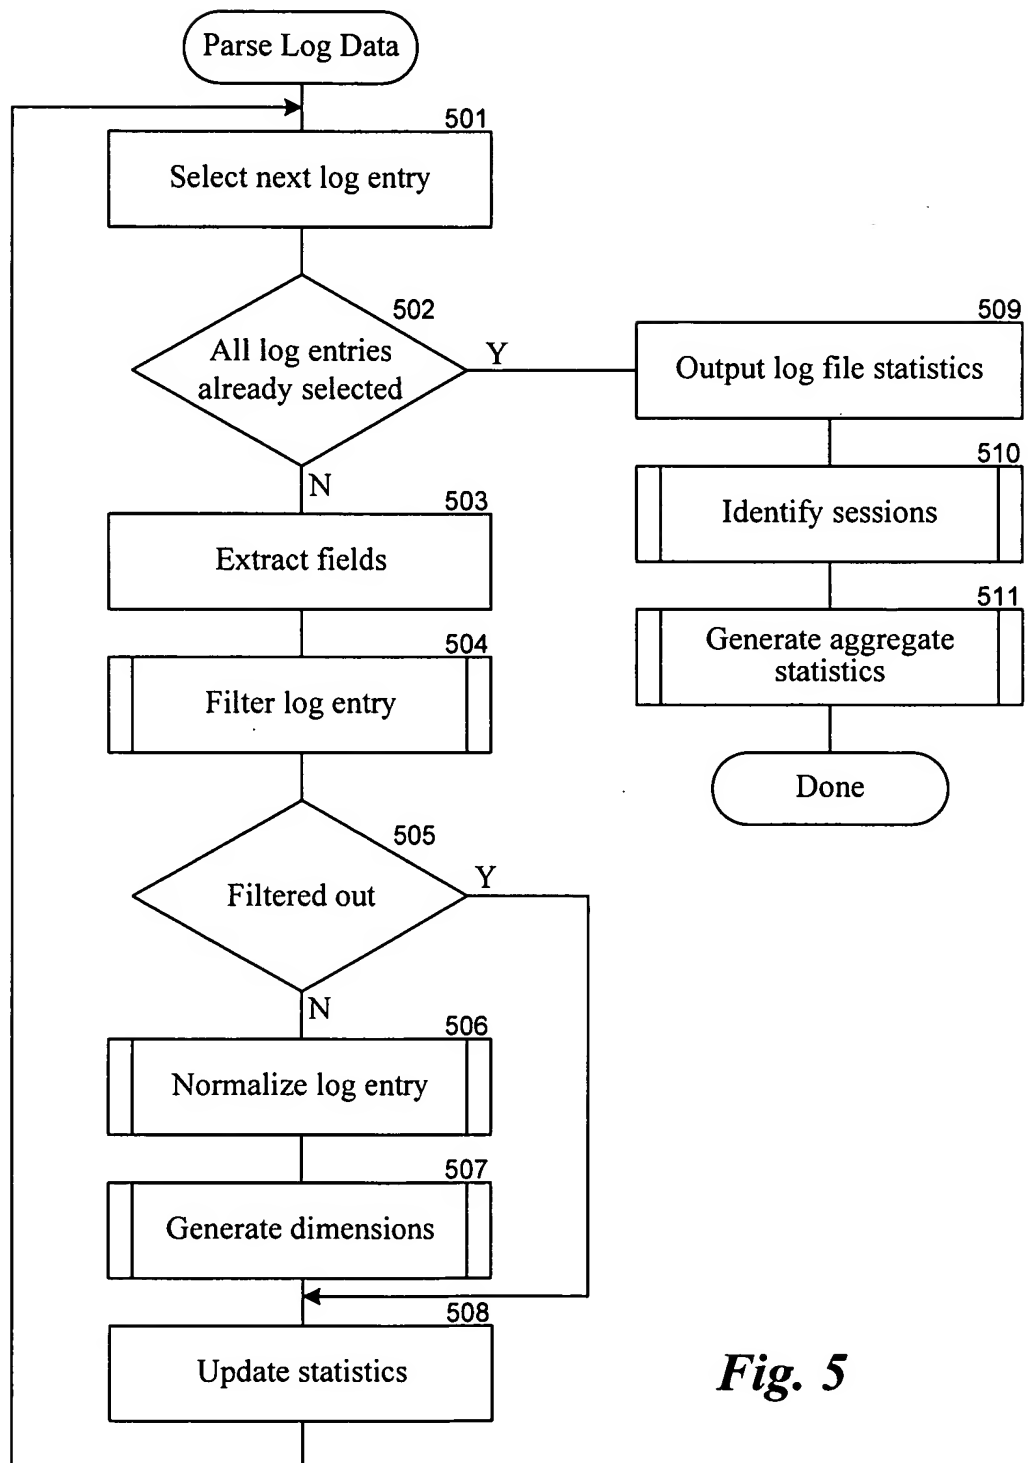 Parse Log Data
501
Select next log entry
502
All log entries
already selected
Y
N
503
Extract fields
504
Filter log entry
505
Filtered out
Y
N
506
Normalize log entry
507
Generate dimensions
508
Update statistics
509
Output log file statistics
510
Identify sessions
511
Generate aggregate
statistics
Done
Fig. 5